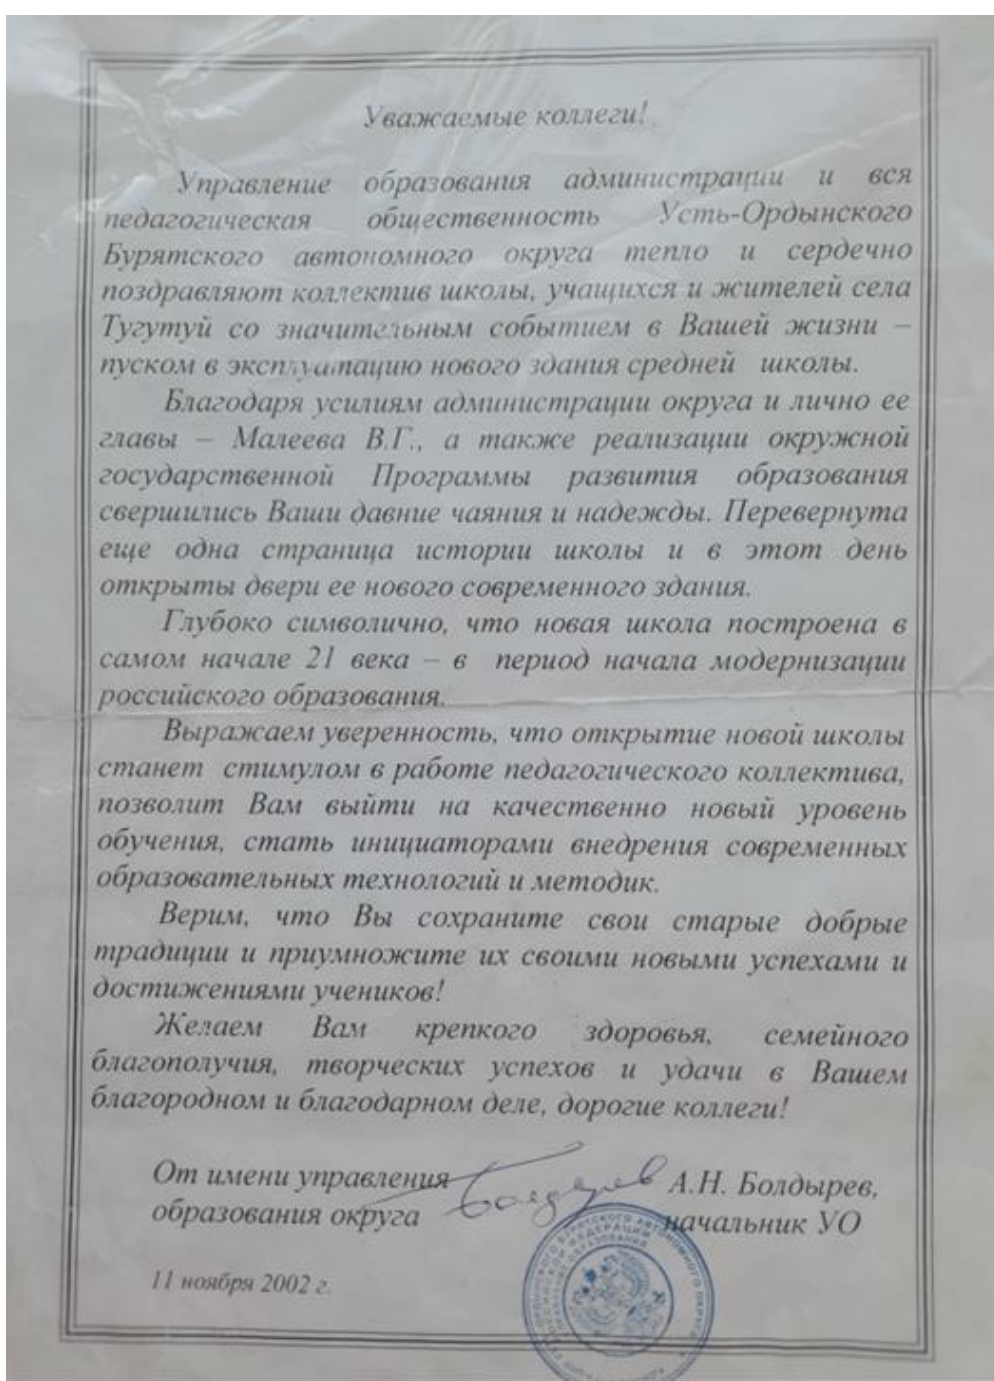 Уважаемые коллеги!
Управление образования администрации и вся
педагогическая общественность Усть-Ордынского
Бурятского автономного округа тепло и сердечно
поздравляют коллектив школы, учащихся и жителей села
Тугутуй со значительным событием в Вашей жизни –
пуском в эксплуатацию нового здания средней школы.
Благодаря усилиям администрации округа и лично ее
главы – Малеева В.Г., а также реализации окружной
государственной Программы развития образования
свершились Ваши давние чаяния и надежды. Перевернута
еще одна страница истории школы и в этот день
открыты двери ее нового современного здания.
Глубоко символично, что новая школа построена в
самом начале 21 века – в период начала модернизации
российского образования.
Выражаем уверенность, что открытие новой школы
станет стимулом в работе педагогического коллектива,
позволит Вам выйти на качественно новый уровень
обучения, стать инициаторами внедрения современных
образовательных технологий и методик.
Верим, что Вы сохраните свои старые добрые
традиции и приумножите их своими новыми успехами и
достижениями учеников!
Желаем Вам крепкого здоровья, семейного
благополучия, творческих успехов и удачи в Вашем
благородном и благодарном деле, дорогие коллеги!
От имени управления А.Н. Болдырев,
образования округа начальник УО
11 ноября 2002 г.
БУРЯТСКОГО АВТОНОМНОГО ОКРУГА